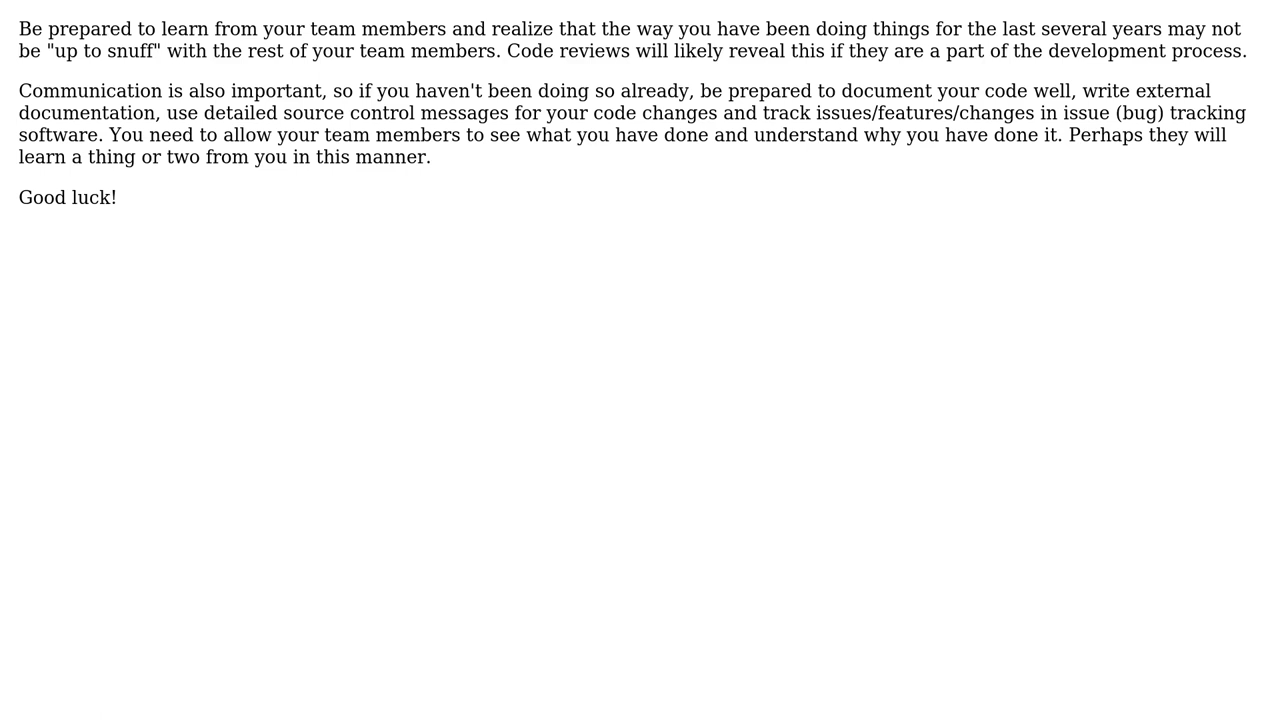 Be prepared to learn from your team members and realize that the way you have been doing things for the last several years may not
be "up to snuff" with the rest of your team members. Code reviews will likely reveal this if they are a part of the development process.
Communication is also important, so if you haven't been doing so already, be prepared to document your code well, write external
documentation, use detailed source control messages for your code changes and track issues/features/changes in issue (bug) tracking
software. You need to allow your team members to see what you have done and understand why you have done it. Perhaps they will
learn a thing or two from you in this manner.
Good luck!